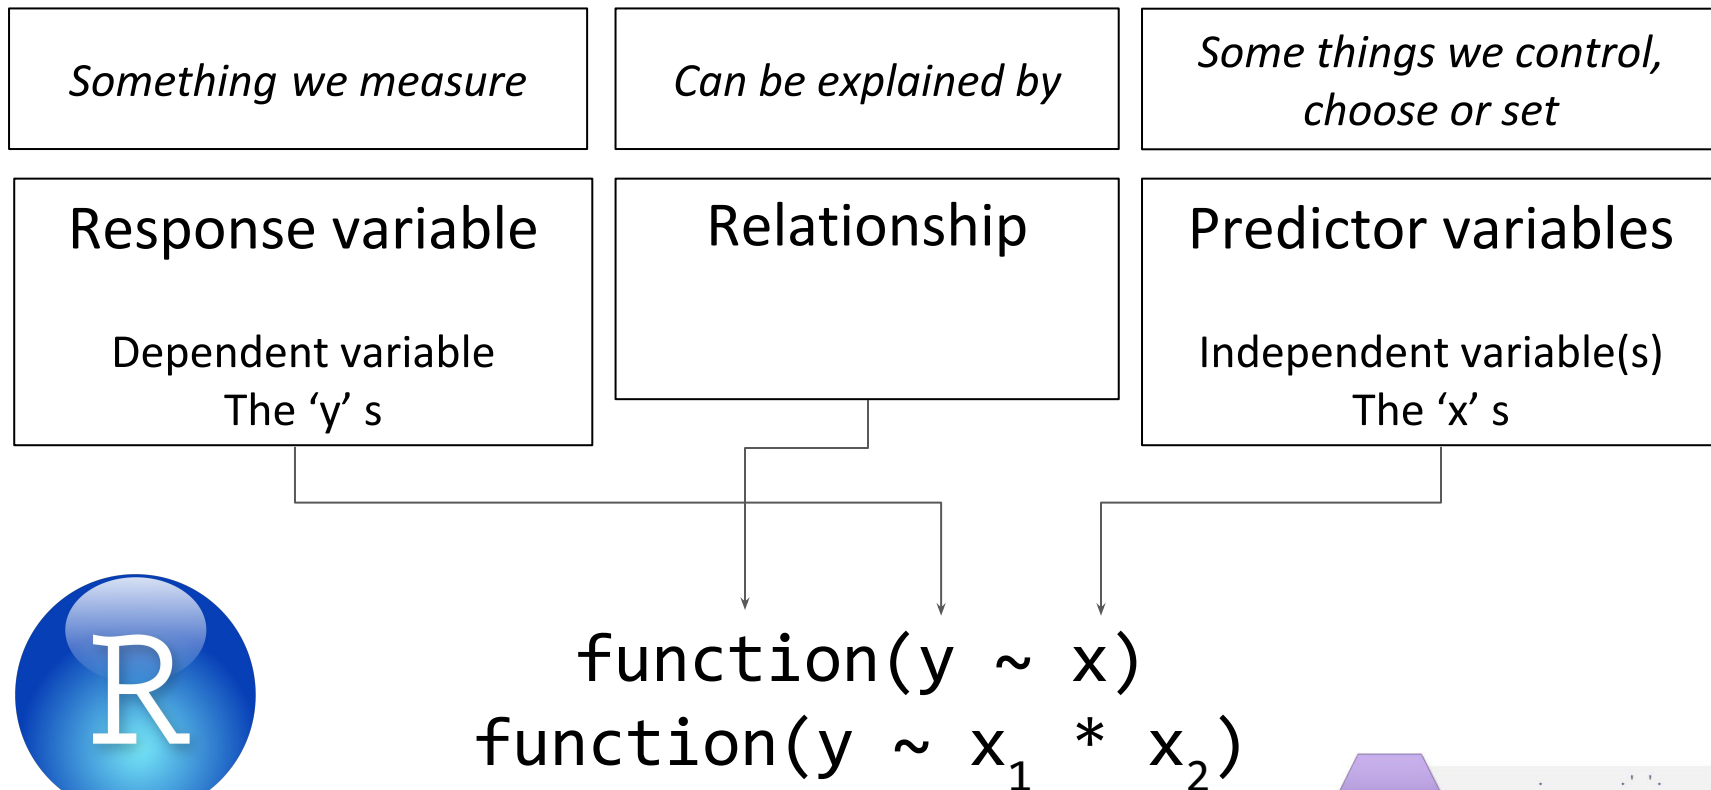 Something we measure
Can be explained by
Some things we control,
choose or set
Response variable
Dependent variable
The ‘y’ s
Relationship
Predictor variables
Independent variable(s)
The ‘x’ s
function(y ~ x)
function(y ~ x₁ * x₂)
R